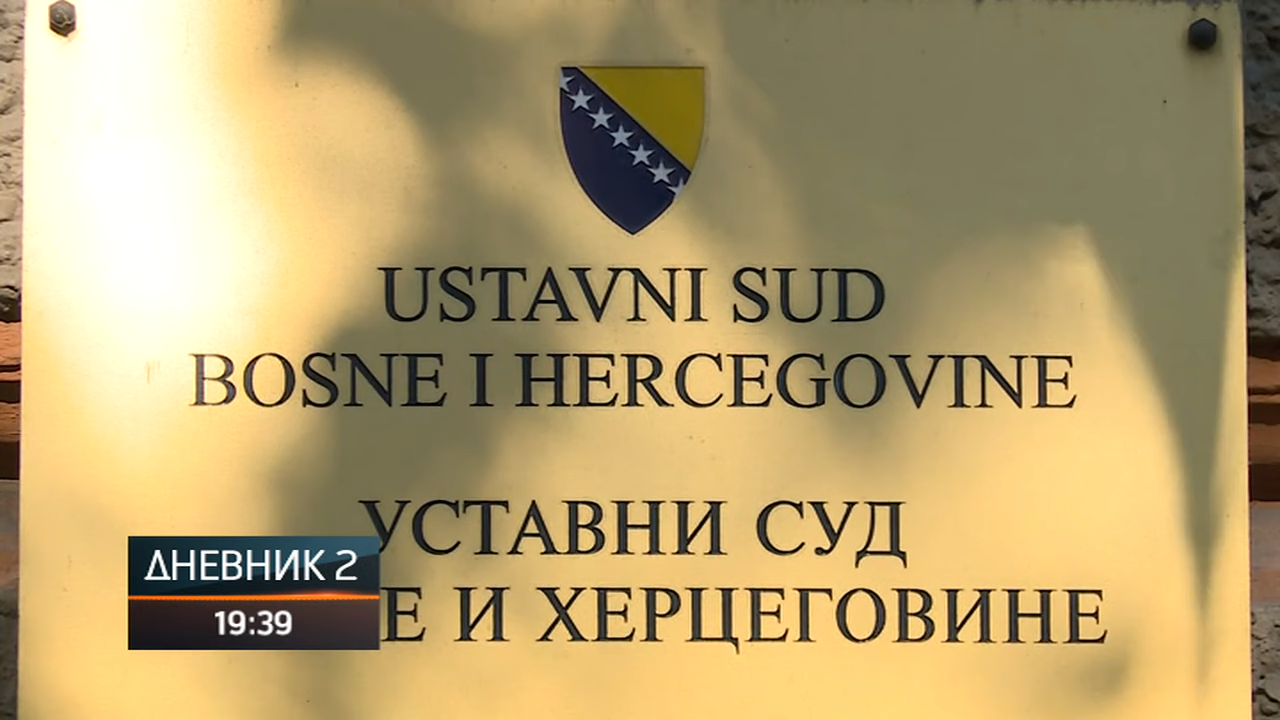 USTAVNI SUD
BOSNE I HERCEGOVINE
УСТАВНИ СУД
И ХЕРЦЕГОВИНЕ
ДНЕВНИК 2
19:39